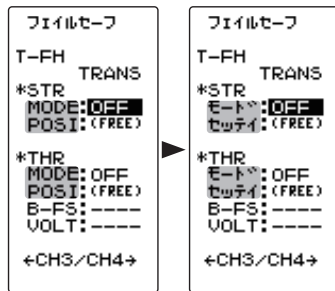 フェイルセーフ
T-FH
TRANS
*STR
MODE:OFF
POSI:(FREE)
*THR
MODE:OFF
POSI:(FREE)
B-FS:----
VOLT:----
←CH3/CH4→
フェイルセーフ
T-FH
TRANS
*STR
モード:OFF
セッテイ:(FREE)
*THR
モード:OFF
セッテイ:(FREE)
B-FS:----
VOLT:----
←CH3/CH4→